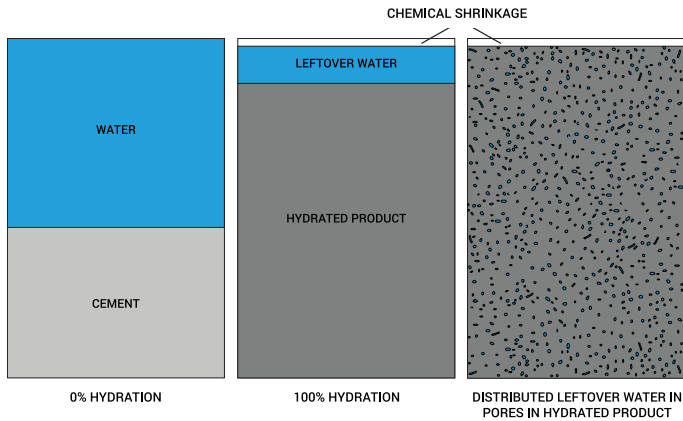 CHEMICAL SHRINKAGE
WATER
CEMENT
LEFTOVER WATER
HYDRATED PRODUCT
0% HYDRATION
100% HYDRATION
DISTRIBUTED LEFTOVER WATER IN
PORES IN HYDRATED PRODUCT